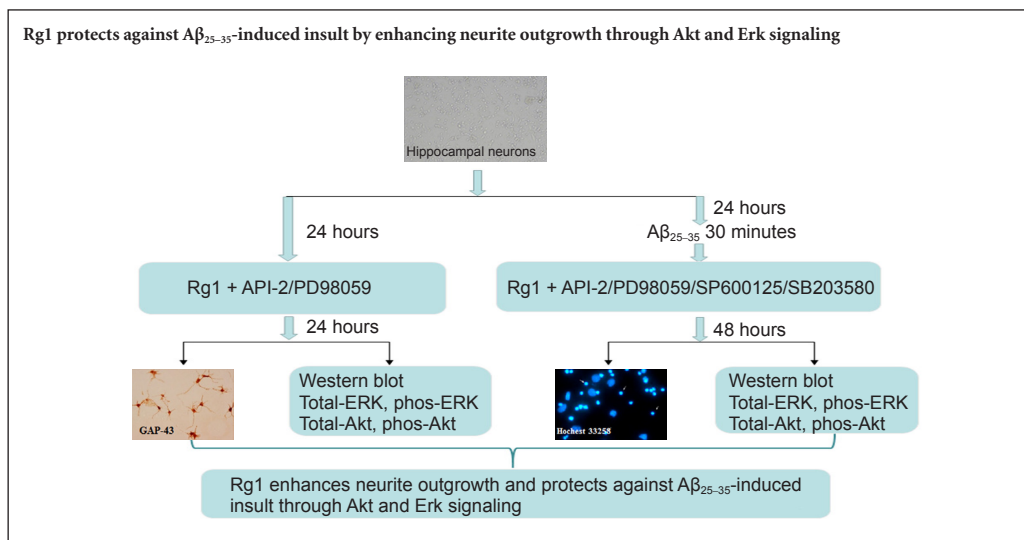 Rg1 protects against Aβ₂₅₋₃₅-induced insult by enhancing neurite outgrowth through Akt and Erk signaling
Hippocampal neurons
24 hours
24 hours
Aβ₂₅₋₃₅ 30 minutes
Rg1 + API-2/PD98059
Rg1 + API-2/PD98059/SP600125/SB203580
24 hours
48 hours
GAP-43
Western blot
Total-ERK, phos-ERK
Total-Akt, phos-Akt
Hochest 33258
Western blot
Total-ERK, phos-ERK
Total-Akt, phos-Akt
Rg1 enhances neurite outgrowth and protects against Aβ₂₅₋₃₅-induced
insult through Akt and Erk signaling